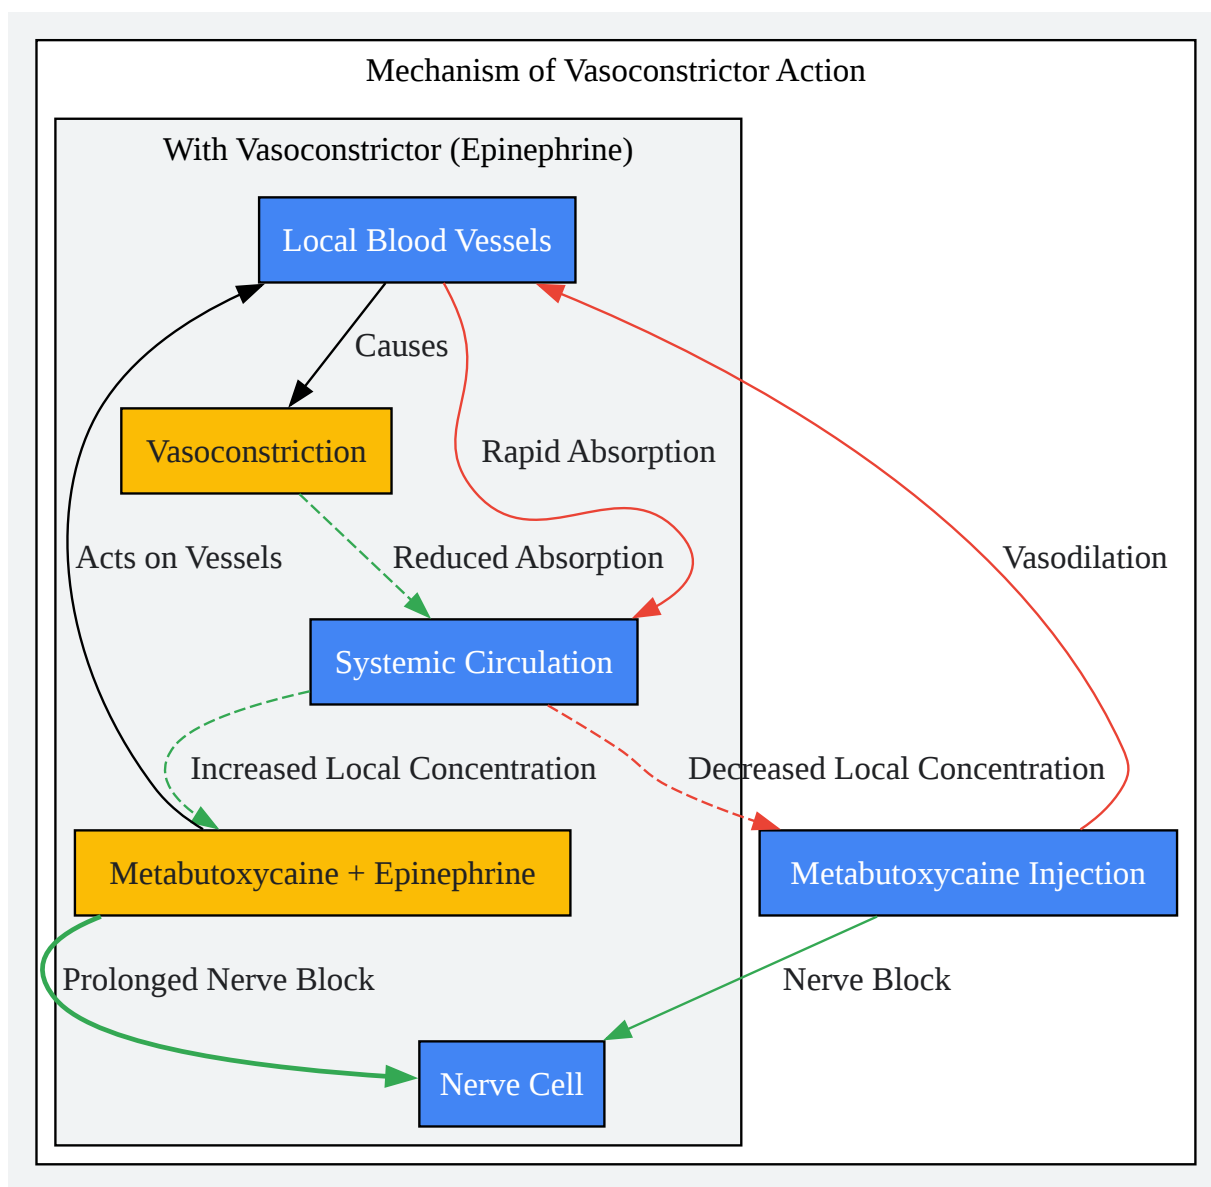 Mechanism of Vasoconstrictor Action
With Vasoconstrictor (Epinephrine)
Local Blood Vessels
Causes
Vasoconstriction
Rapid Absorption
Acts on Vessels
Reduced Absorption
Vasodilation
Systemic Circulation
Increased Local Concentration
Decreased Local Concentration
Metabutoxycaine + Epinephrine
Metabutoxycaine Injection
Prolonged Nerve Block
Nerve Block
Nerve Cell